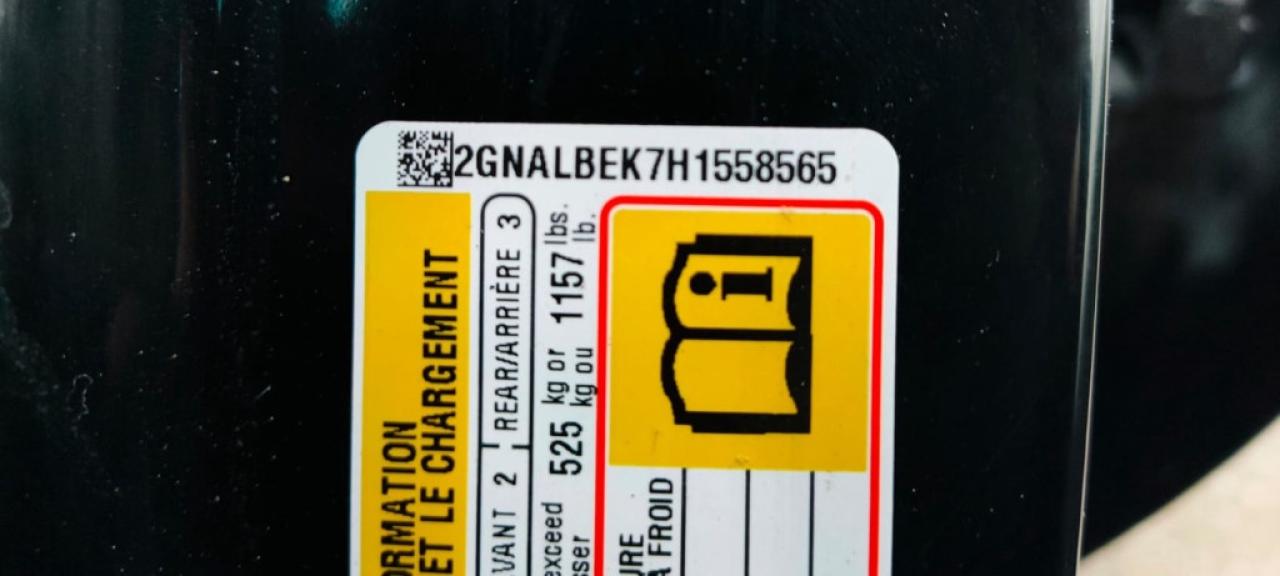 2GNALBEK7H1558565
ORMATION
ET LE CHARGEMENT
VANT 2 REAR/ARRIÈRE 3
exceed 525 kg or 1157 lbs.
sser kg ou lb.
URE
À FROID
i